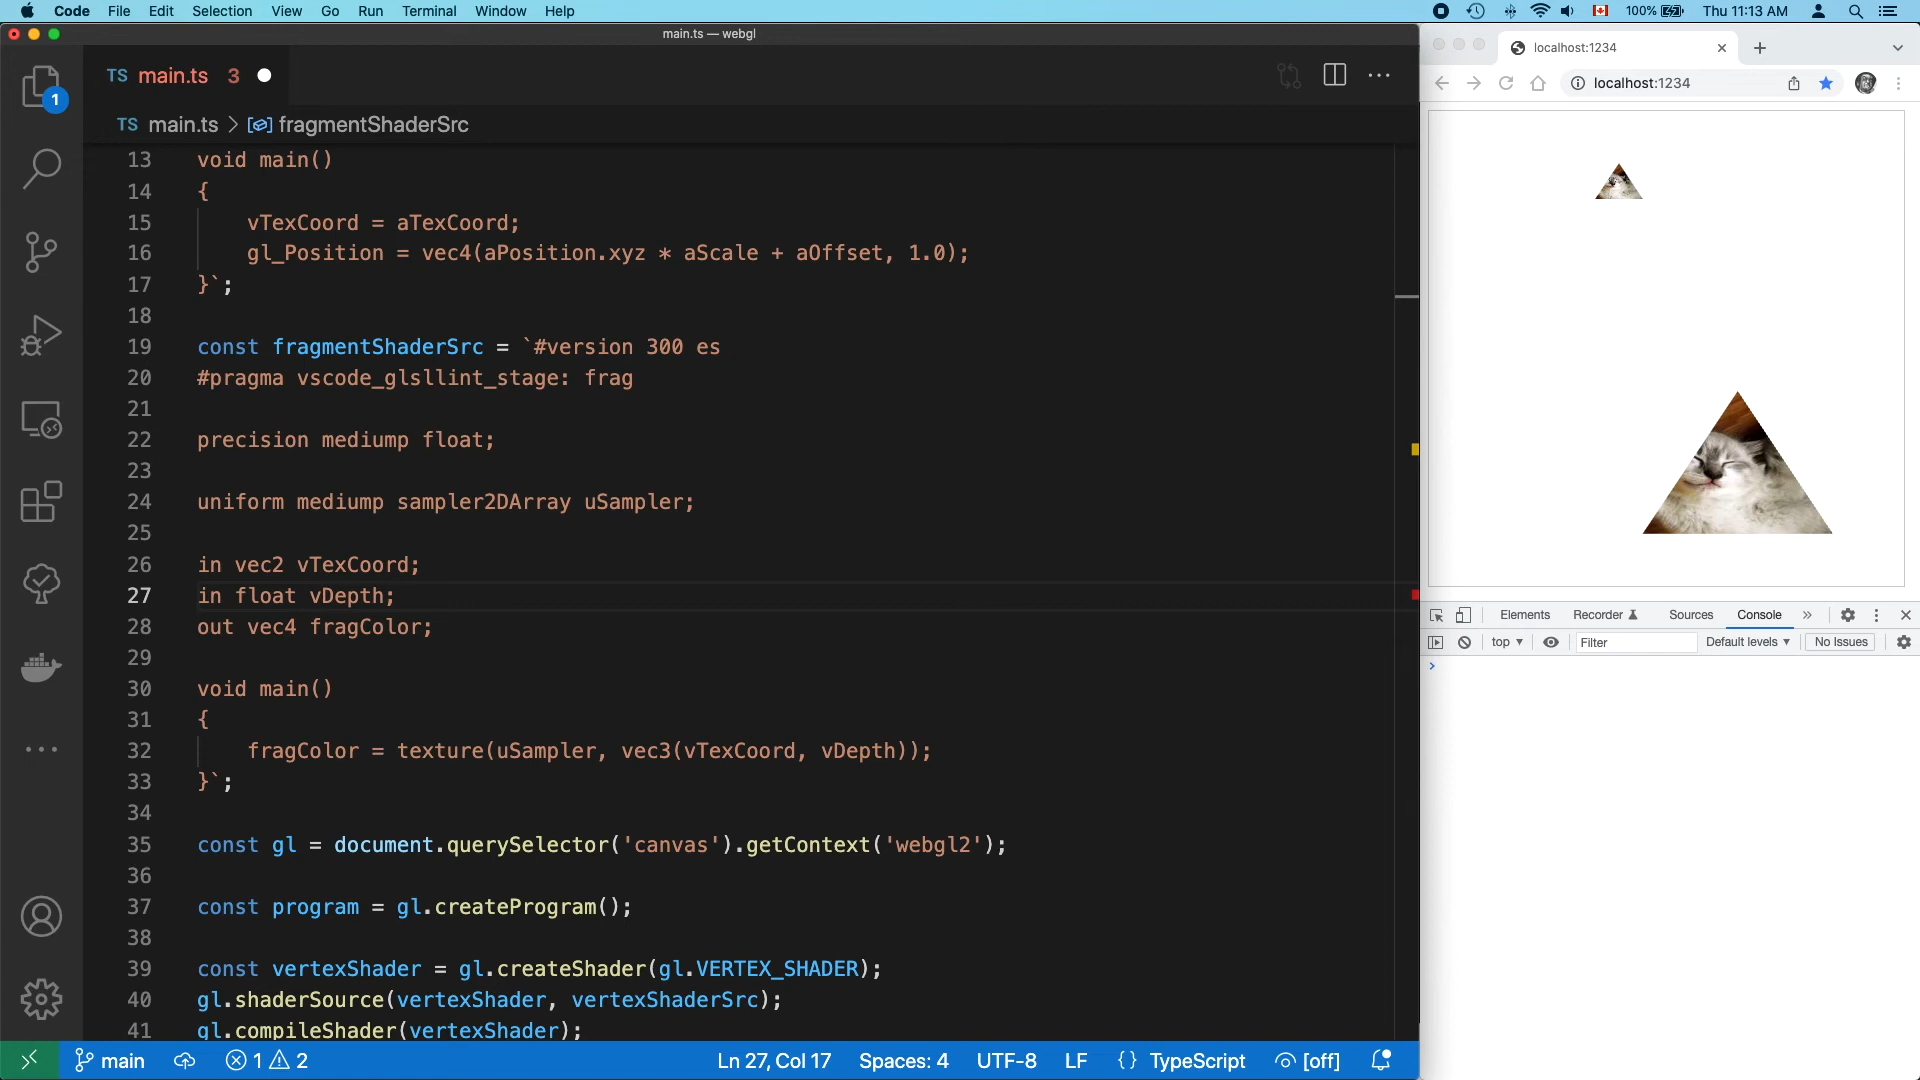 Code File Edit Selection View Go Run Terminal Window Help 100% Thu 11:13 AM
main.ts — webgl
TS main.ts 3
localhost:1234
localhost:1234
1
TS main.ts > fragmentShaderSrc
13 void main()
14 {
15 vTexCoord = aTexCoord;
16 gl_Position = vec4(aPosition.xyz * aScale + aOffset, 1.0);
17 }`;
18
19 const fragmentShaderSrc = `#version 300 es
20 #pragma vscode_glsllint_stage: frag
21
22 precision mediump float;
23
24 uniform mediump sampler2DArray uSampler;
25
26 in vec2 vTexCoord;
27 in float vDepth;
28 out vec4 fragColor;
29
30 void main()
31 {
32 fragColor = texture(uSampler, vec3(vTexCoord, vDepth));
33 }`;
34
35 const gl = document.querySelector('canvas').getContext('webgl2');
36
37 const program = gl.createProgram();
38
39 const vertexShader = gl.createShader(gl.VERTEX_SHADER);
40 gl.shaderSource(vertexShader, vertexShaderSrc);
41 gl.compileShader(vertexShader);
Elements Recorder Sources Console »
top ▼ Filter Default levels ▼ No Issues
>
main 1 2 Ln 27, Col 17 Spaces: 4 UTF-8 LF {} TypeScript [off]